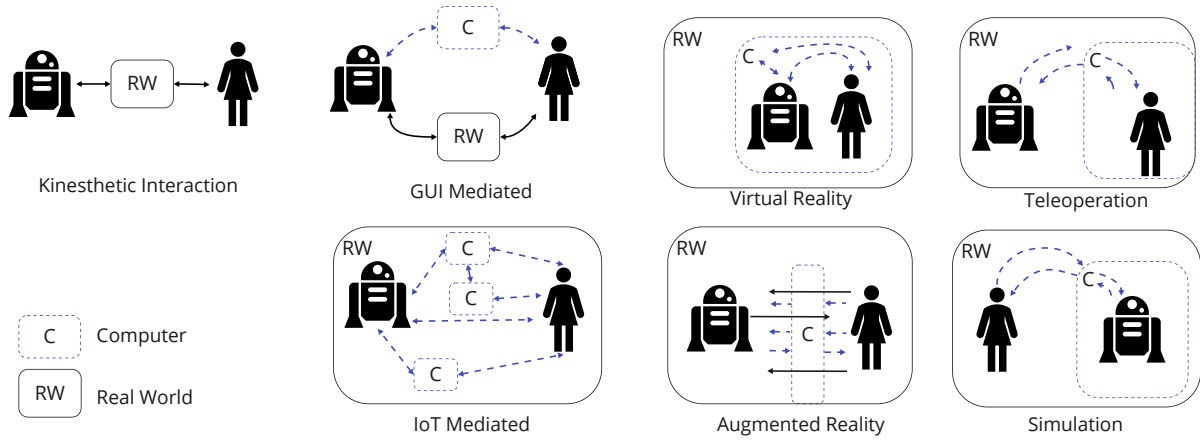 RW
Kinesthetic Interaction
C
RW
GUI Mediated
RW
C
Virtual Reality
RW
C
Teleoperation
C
Computer
RW
Real World
RW
C
C
C
IoT Mediated
RW
C
Augmented Reality
RW
C
Simulation